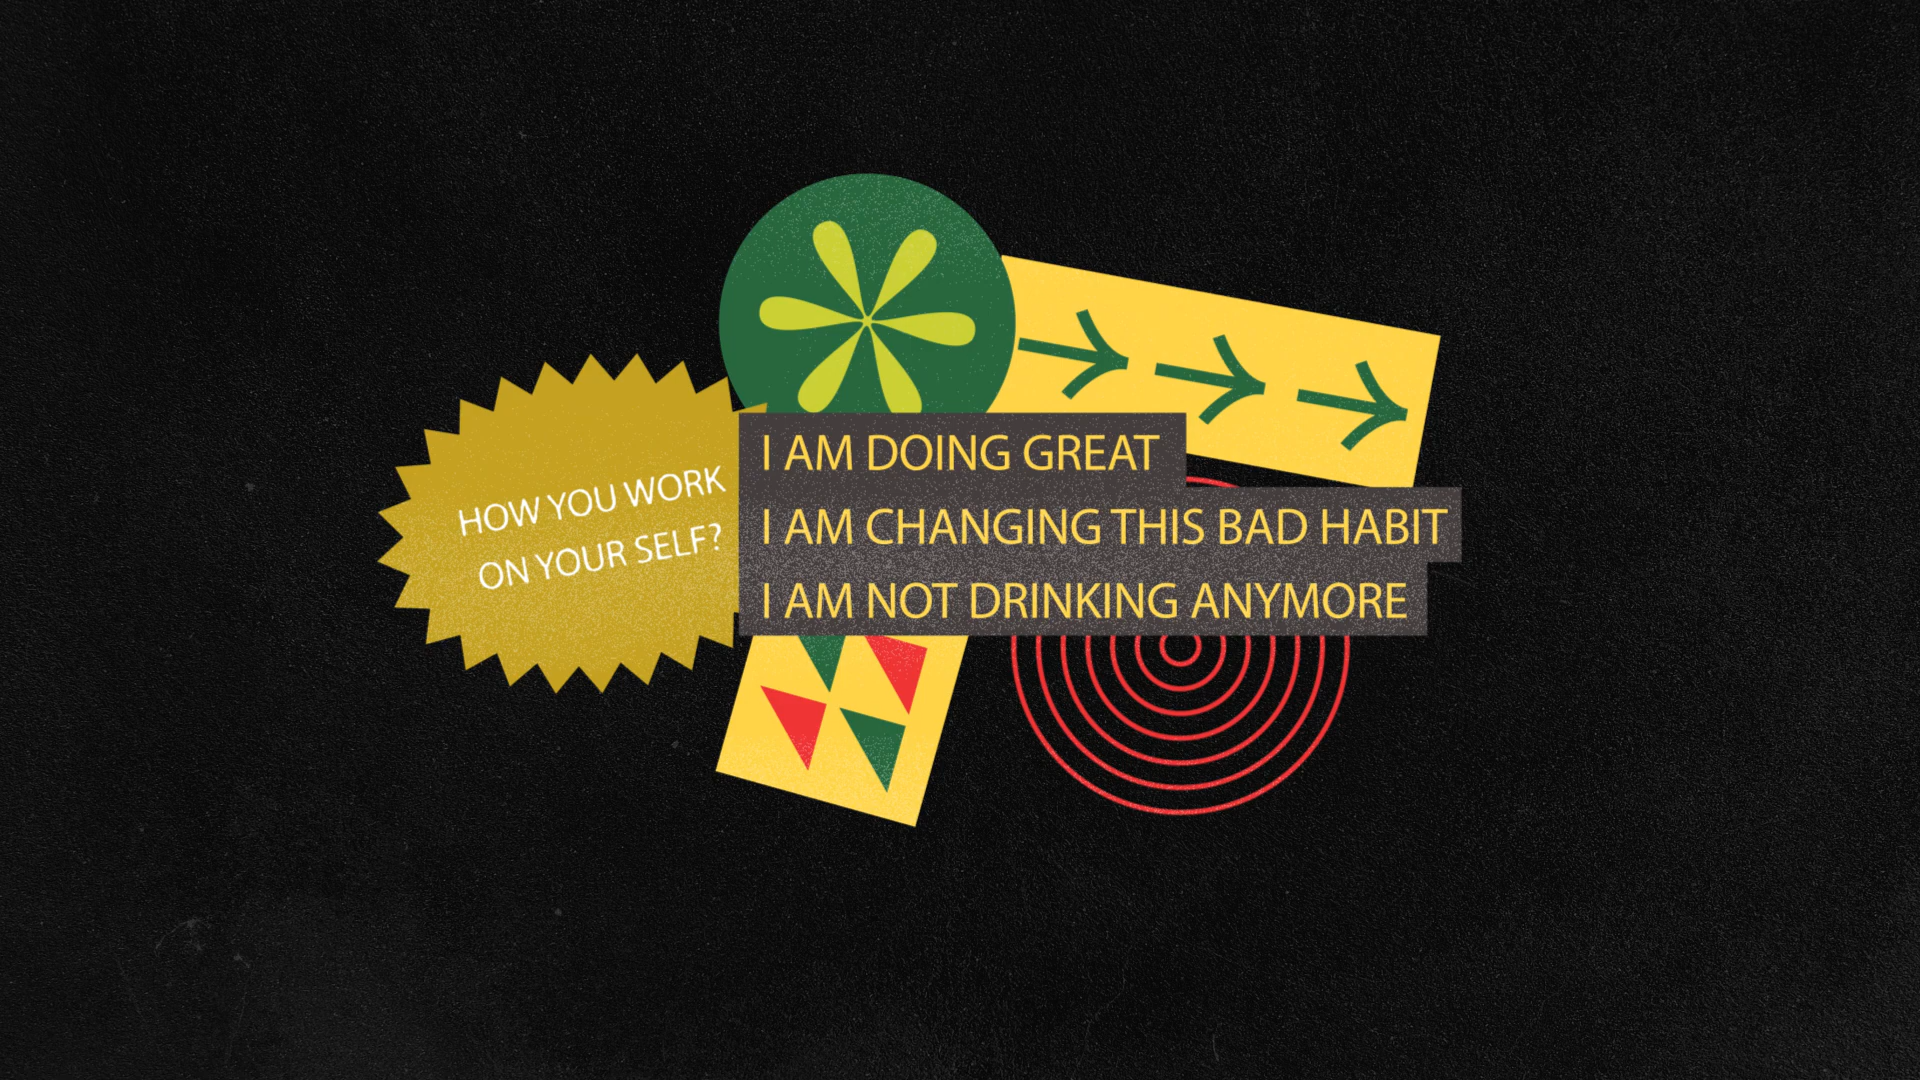 HOW YOU WORK
ON YOUR SELF?
I AM DOING GREAT
I AM CHANGING THIS BAD HABIT
I AM NOT DRINKING ANYMORE